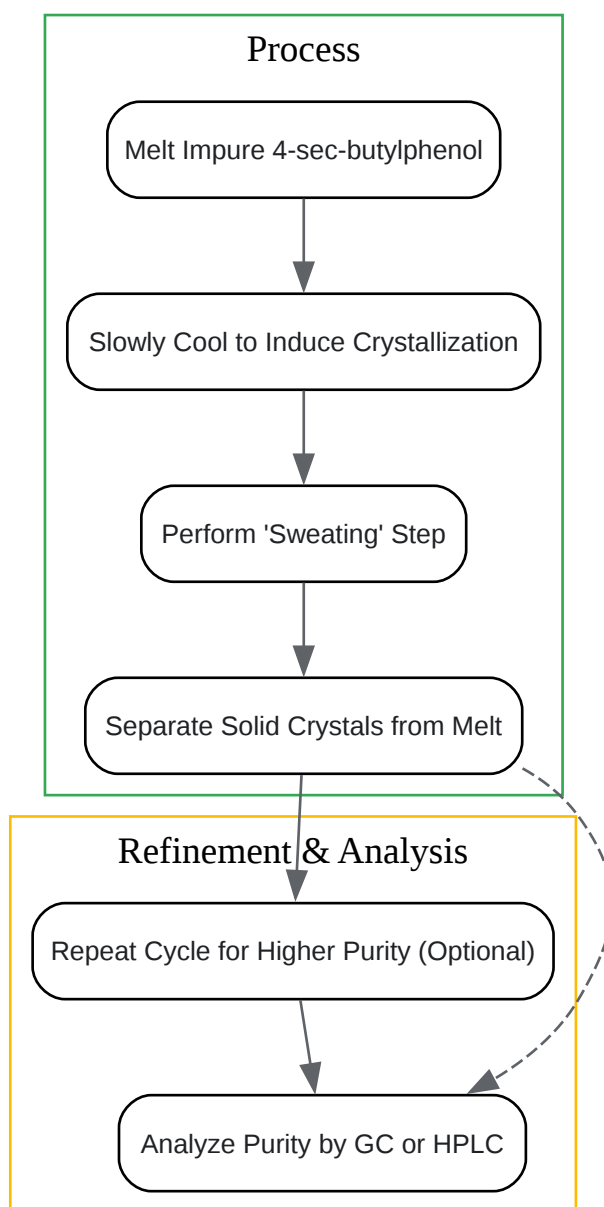 Process
Melt Impure 4-sec-butylphenol
Slowly Cool to Induce Crystallization
Perform 'Sweating' Step
Separate Solid Crystals from Melt
Refinement & Analysis
Repeat Cycle for Higher Purity (Optional)
Analyze Purity by GC or HPLC